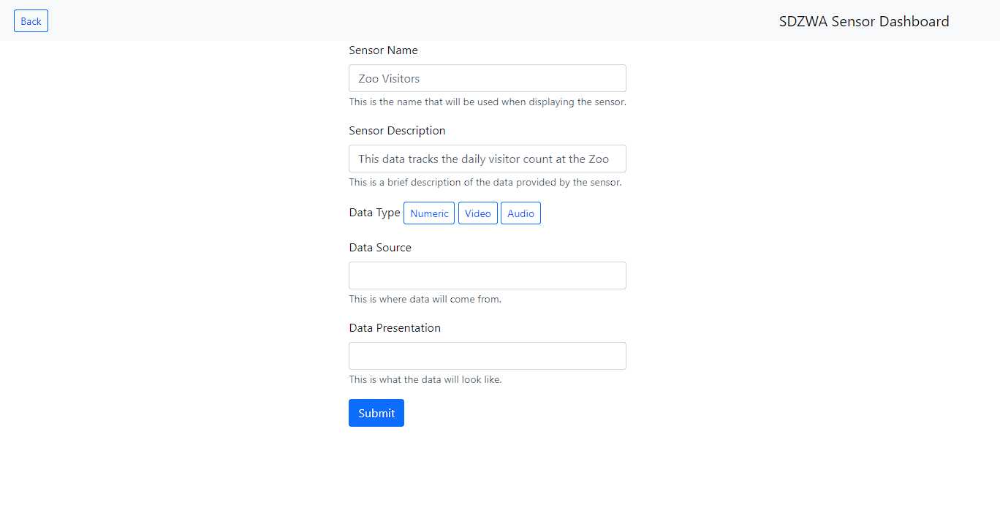 Back
SDZWA Sensor Dashboard
Sensor Name
Zoo Visitors
This is the name that will be used when displaying the sensor.
Sensor Description
This data tracks the daily visitor count at the Zoo
This is a brief description of the data provided by the sensor.
Data Type Numeric Video Audio
Data Source
This is where data will come from.
Data Presentation
This is what the data will look like.
Submit